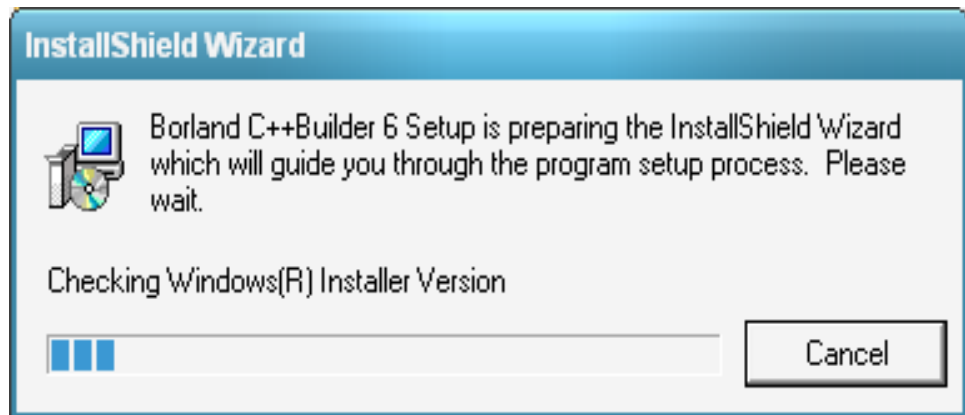 InstallShield Wizard
Borland C++Builder 6 Setup is preparing the InstallShield Wizard
which will guide you through the program setup process. Please
wait.
Checking Windows(R) Installer Version
Cancel